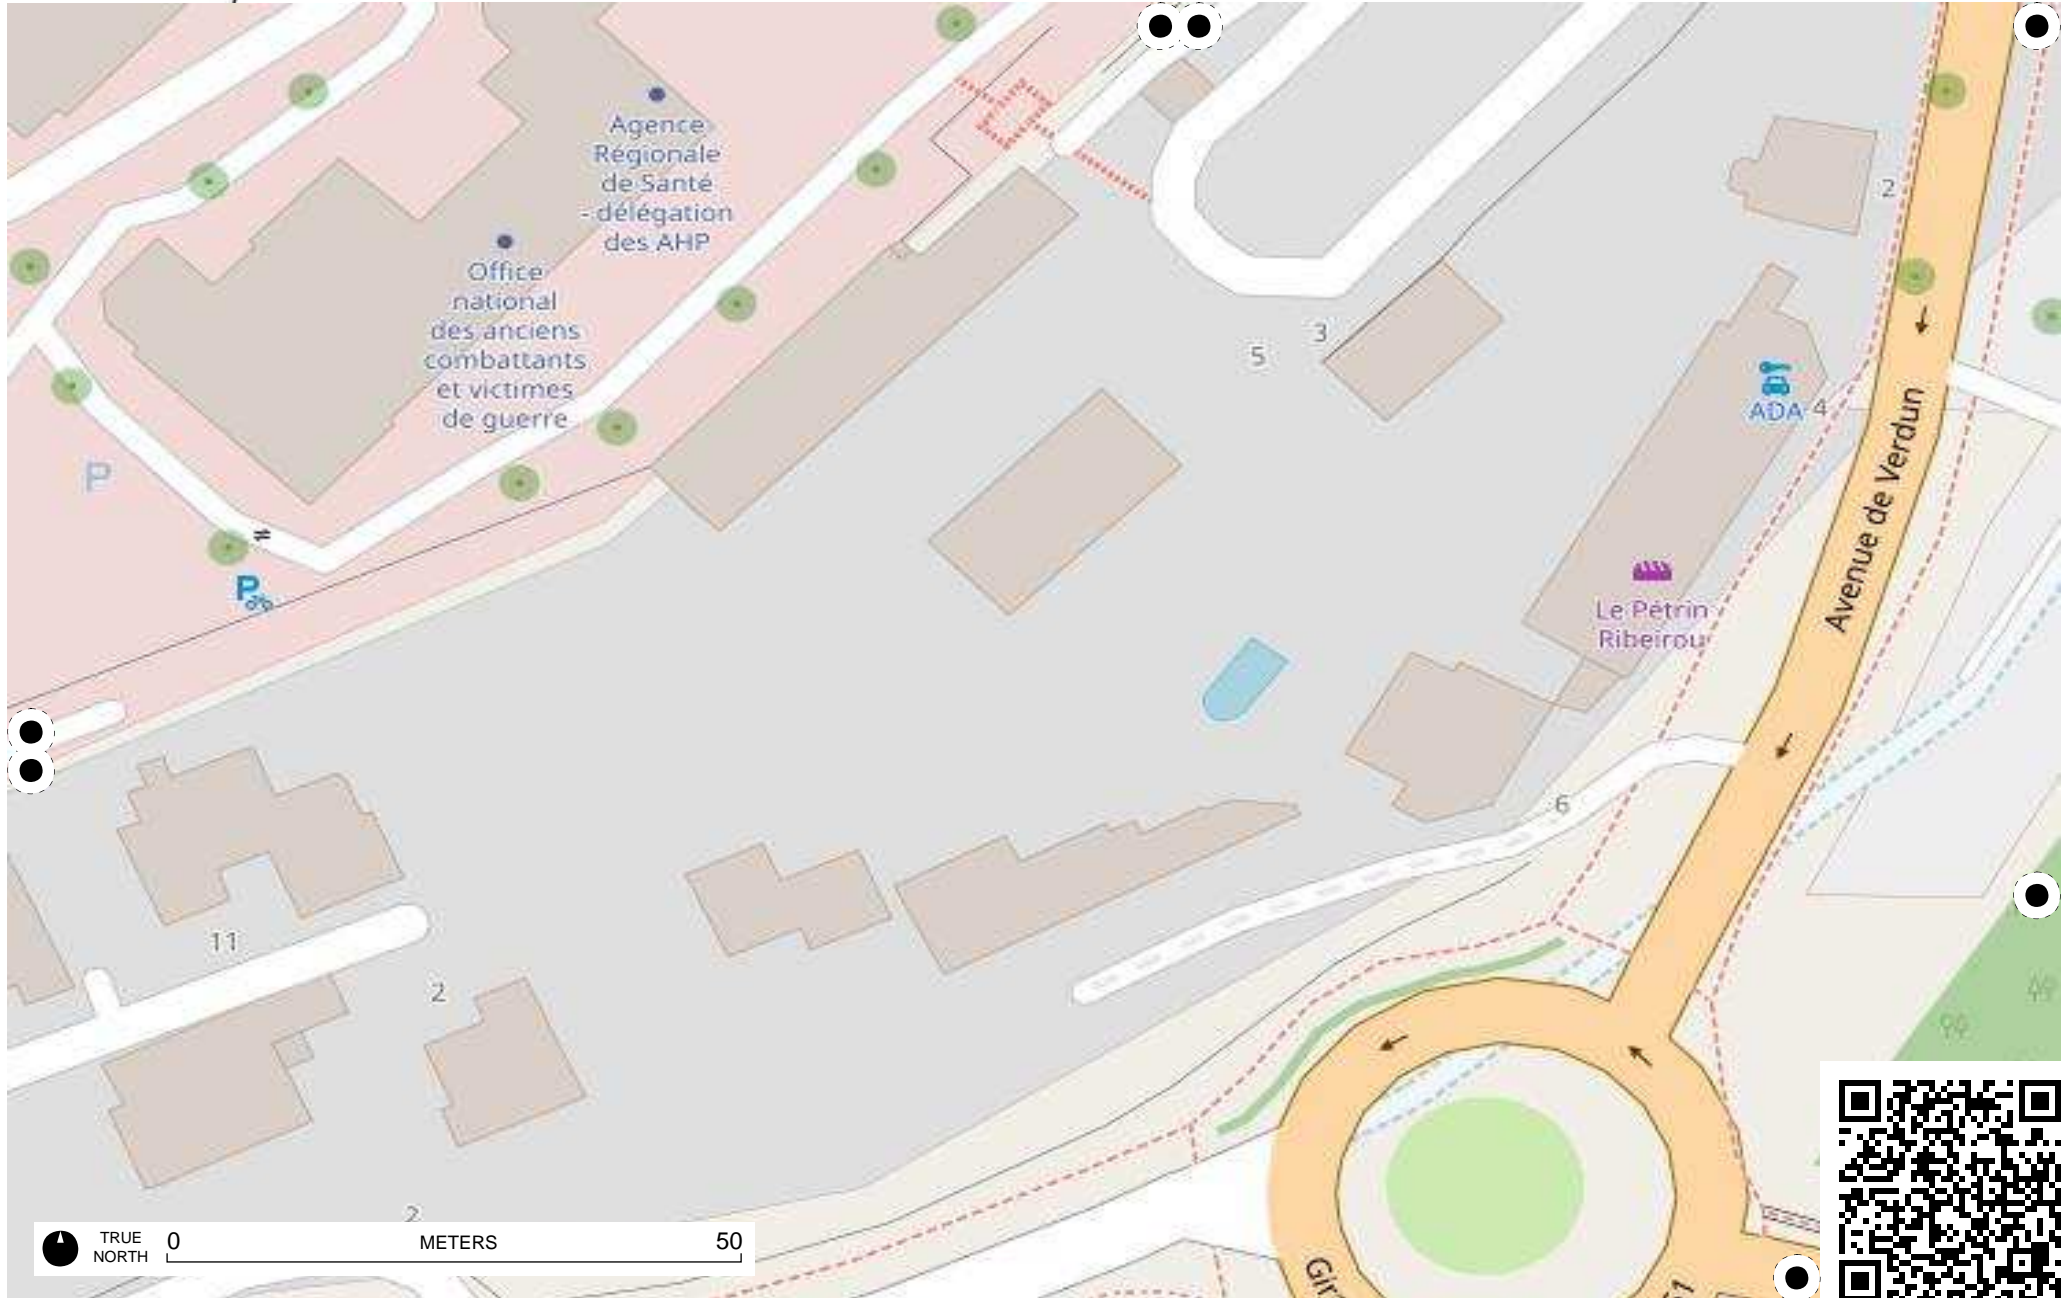 Agence
Régionale
de Santé
- délégation
des AHP
Office
national
des anciens
combattants
et victimes
de guerre
2
3
5
ADA 4
Avenue de Verdun
P
P
Le Pétrin
Ribeirou
6
11
2
2
TRUE
NORTH
0 METERS 50